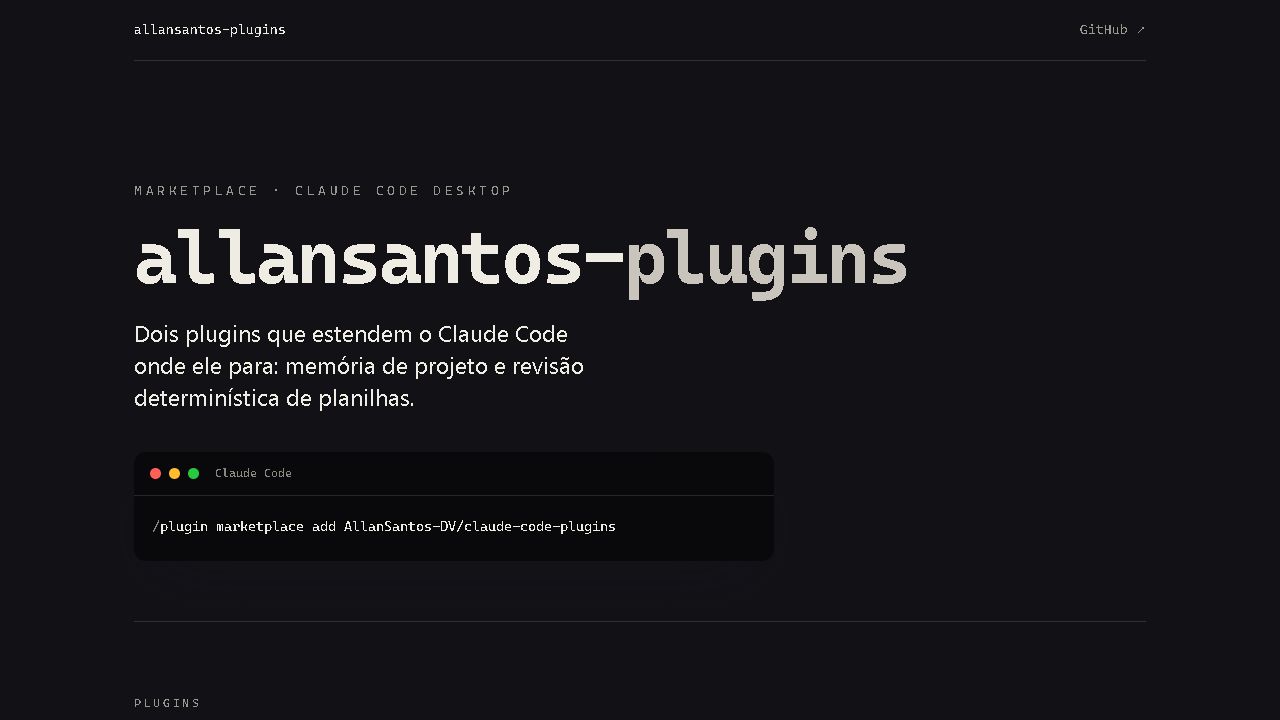 allansantos-plugins
GitHub ↗
MARKETPLACE · CLAUDE CODE DESKTOP
allansantos-plugins
Dois plugins que estendem o Claude Code
onde ele para: memória de projeto e revisão
determinística de planilhas.
Claude Code
/plugin marketplace add AllanSantos-DV/claude-code-plugins
PLUGINS